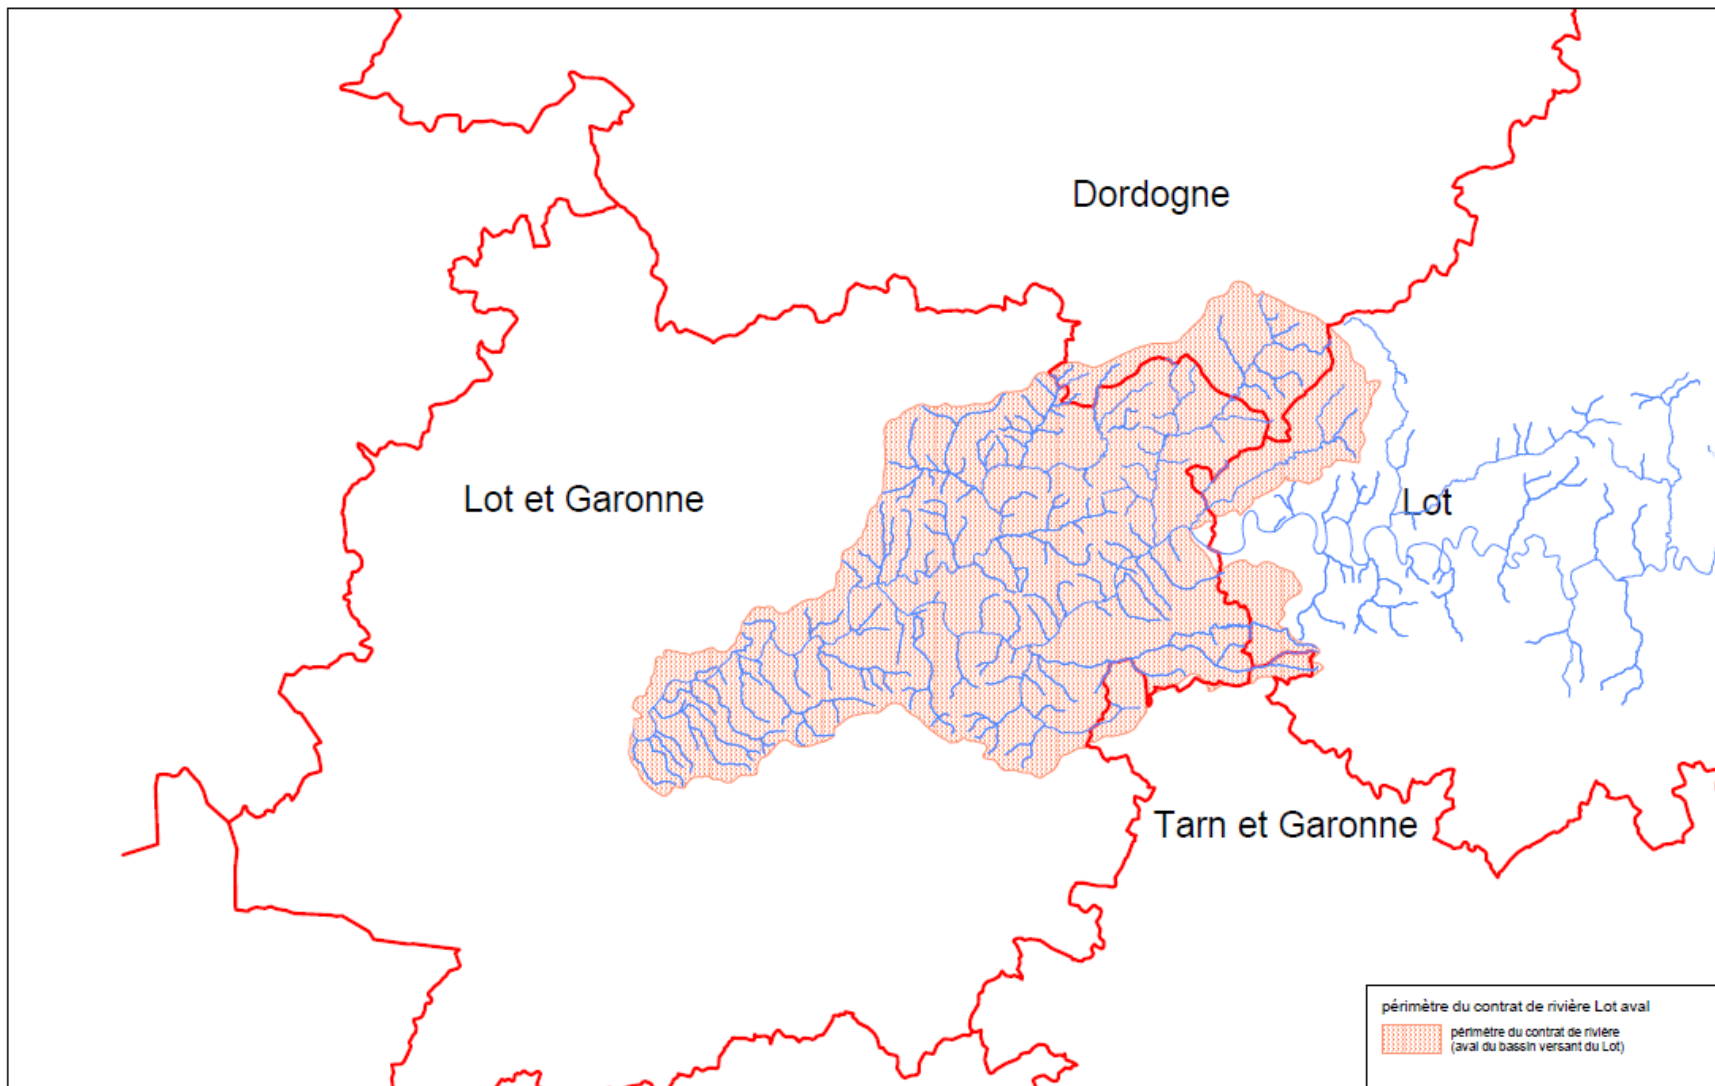 Dordogne
Lot et Garonne
Lot
Tarn et Garonne
périmètre du contrat de rivière Lot aval
périmètre du contrat de rivière
(aval du bassin versant du Lot)